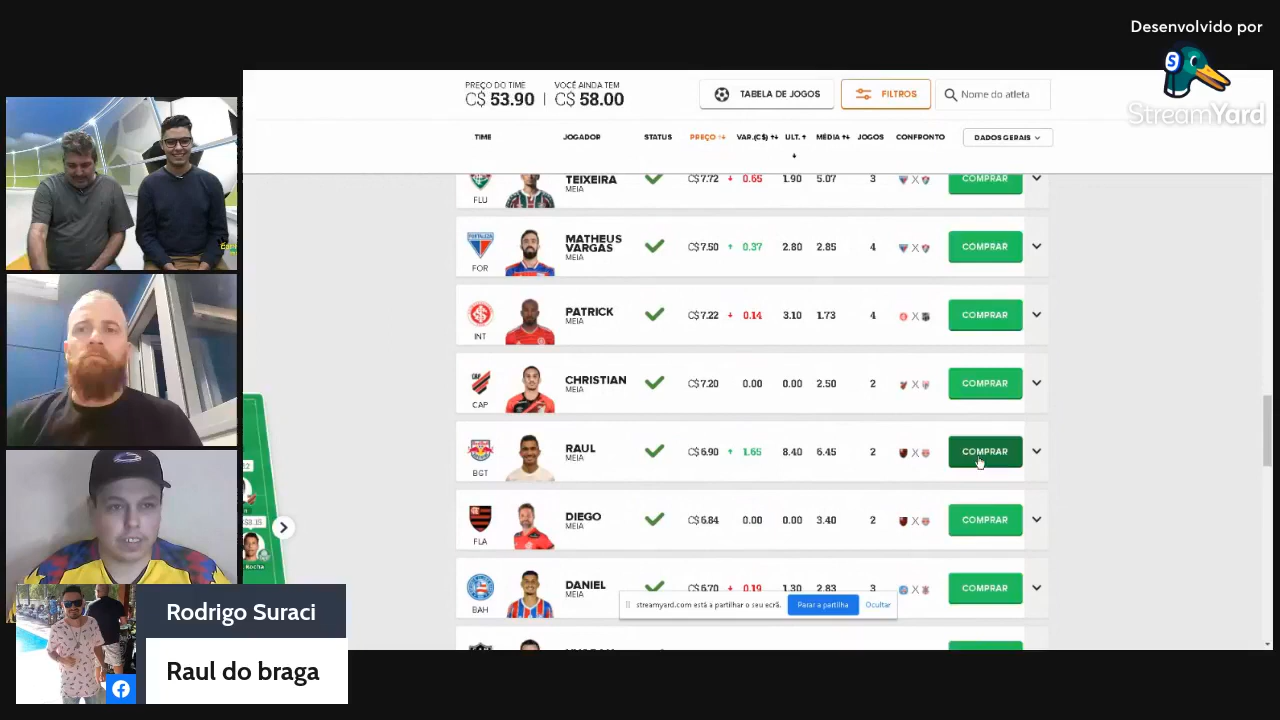 Desenvolvido por
StreamYard
PREÇO DO TIME
C$ 53.90
VOCÊ AINDA TEM
C$ 58.00
TABELA DE JOGOS
FILTROS
Nome do atleta
TIME JOGADOR STATUS PREÇO VAR.(C$) ULT. MÉDIA JOGOS CONFRONTO DADOS GERAIS
FLU TEIXEIRA MEIA C$ 7.72 0.65 1.90 5.07 3 X COMPRAR
FORTALEZA
FOR MATHEUS VARGAS MEIA C$ 7.50 0.37 2.80 2.85 4 X COMPRAR
INT PATRICK MEIA C$ 7.22 0.14 3.10 1.73 4 X COMPRAR
CAP CHRISTIAN MEIA C$ 7.20 0.00 0.00 2.50 2 X COMPRAR
BGT RAUL MEIA C$ 6.90 1.65 8.40 6.45 2 X COMPRAR
FLA DIEGO MEIA C$ 6.84 0.00 0.00 3.40 2 X COMPRAR
BAH DANIEL MEIA C$ 6.70 0.19 1.30 2.83 3 X COMPRAR
streamyard.com está a partilhar o seu ecrã.
Parar a partilha
Ocultar
Rocha
Rodrigo Suraci
Raul do braga